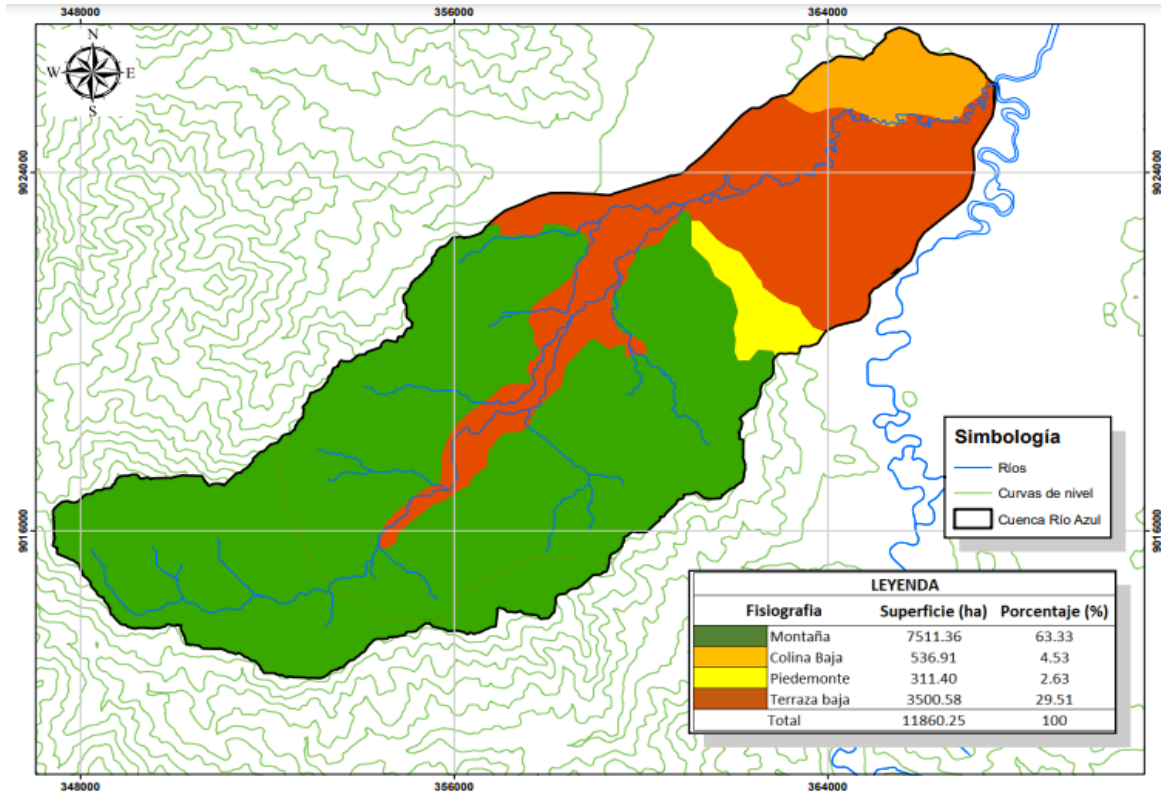 348000 356000 364000
N
W E
S
9024000 9024000
9016000 9016000
Simbología
Ríos
Curvas de nivel
Cuenca Río Azul
LEYENDA
Fisiografia Superficie (ha) Porcentaje (%)
Montaña 7511.36 63.33
Colina Baja 536.91 4.53
Piedemonte 311.40 2.63
Terraza baja 3500.58 29.51
Total 11860.25 100
348000 356000 364000